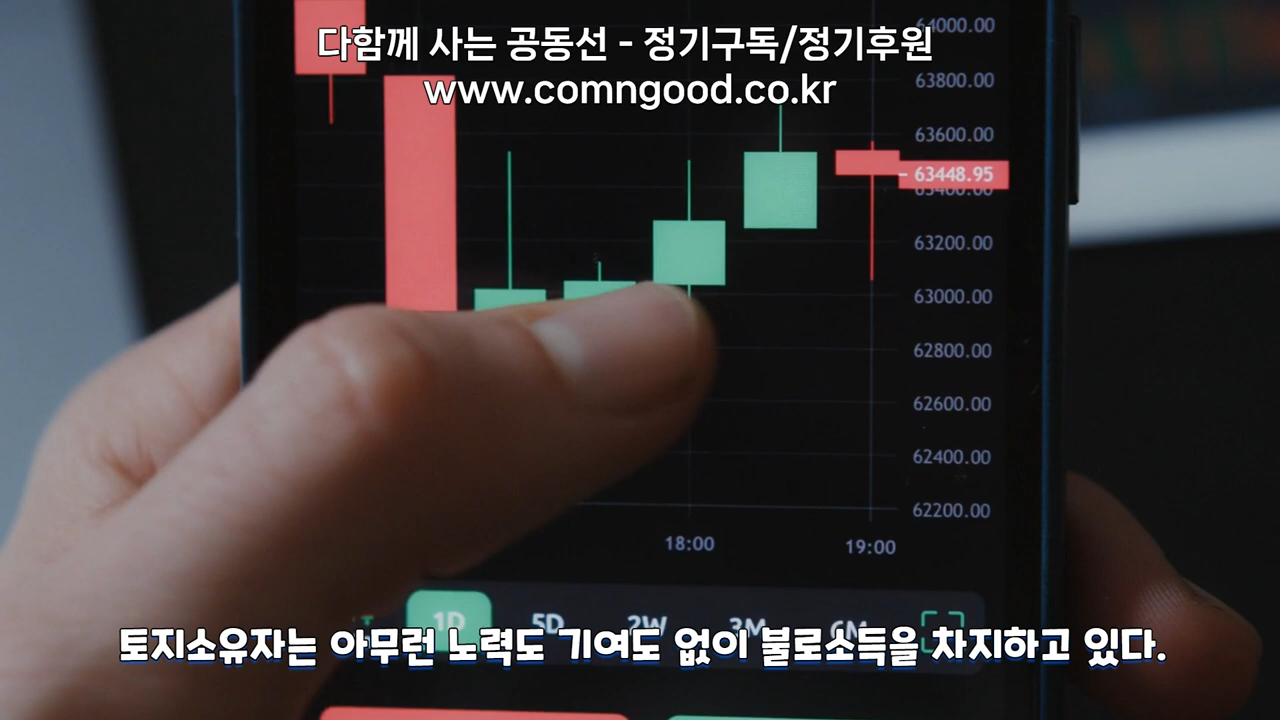 다함께 사는 공동선 - 정기구독/정기후원
www.comngood.co.kr
64000.00
63800.00
63600.00
63448.95
63400.00
63200.00
63000.00
62800.00
62600.00
62400.00
62200.00
18:00
19:00
1D
5D
2W
3M
6M
토지소유자는 아무런 노력도 기여도 없이 불로소득을 차지하고 있다.